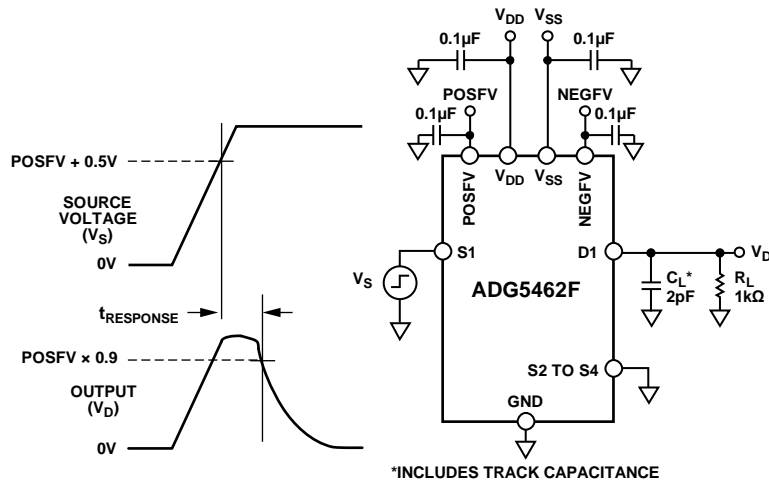 POSFV + 0.5V
SOURCE
VOLTAGE
(VS)
0V
tRESPONSE
POSFV × 0.9
OUTPUT
(VD)
0V
VDD
VSS
0.1µF
0.1µF
POSFV
NEGFV
0.1µF
0.1µF
POSFV
VDD
VSS
NEGFV
S1
D1
VS
VD
ADG5462F
CL*
2pF
RL
1kΩ
S2 TO S4
GND
*INCLUDES TRACK CAPACITANCE